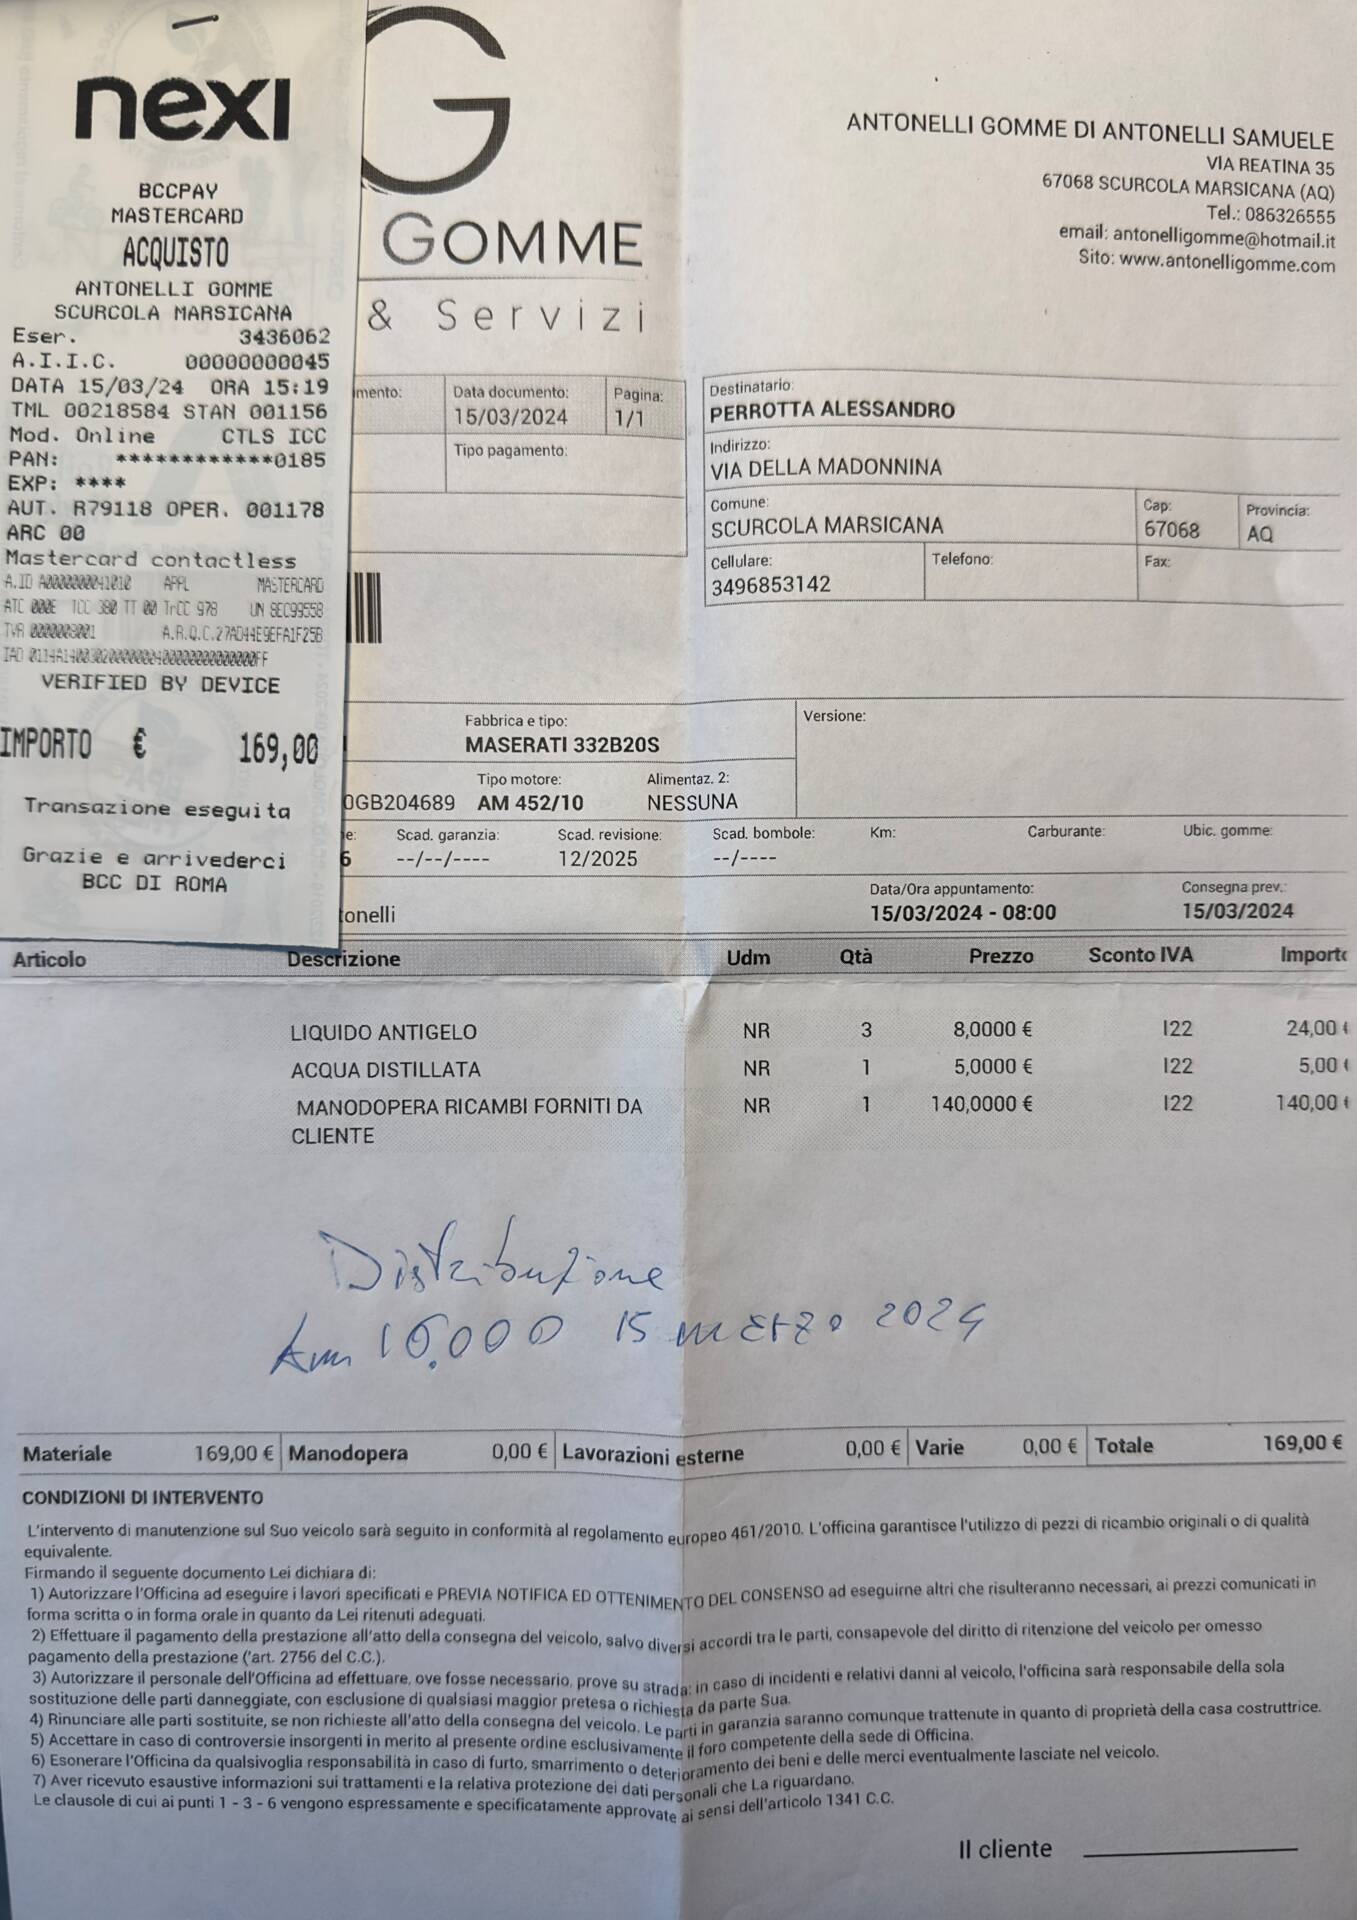 nexi
BCCPAY
MASTERCARD
ACQUISTO
ANTONELLI GOMME
SCURCOLA MARSICANA
Eser. 3436062
A.I.I.C. 00000000045
DATA 15/03/24 ORA 15:19
TML 00218584 STAN 001156
Mod. Online CTLS ICC
PAN: ************0185
EXP: ****
AUT. R79118 OPER. 001178
ARC 00
Mastercard contactless
A.ID A0000000041010 APPL MASTERCARD
ATC 000E TCC 380 TT 00 TrCC 978 UN 8EC9955B
TVR 0000008001 A.R.Q.C.27AD44E9EFA1F25B
VERIFIED BY DEVICE
IMPORTO € 169,00
Transazione eseguita
Grazie e arrivederci
BCC DI ROMA
G
GOMME
& Servizi
ANTONELLI GOMME DI ANTONELLI SAMUELE
VIA REATINA 35
67068 SCURCOLA MARSICANA (AQ)
Tel.: 086326555
email: antonelligomme@hotmail.it
Sito: www.antonelligomme.com
mento: Data documento: Pagina:
15/03/2024 1/1
Tipo pagamento:
Destinatario:
PERROTTA ALESSANDRO
Indirizzo:
VIA DELLA MADONNINA
Comune: Cap: Provincia:
SCURCOLA MARSICANA 67068 AQ
Cellulare: Telefono: Fax:
3496853142
Fabbrica e tipo: Versione:
MASERATI 332B20S
Tipo motore: Alimentaz. 2:
0GB204689 AM 452/10 NESSUNA
e: Scad. garanzia: Scad. revisione: Scad. bombole: Km: Carburante: Ubic. gomme:
6 --/--/---- 12/2025 --/----
Data/Ora appuntamento: Consegna prev.:
tonelli 15/03/2024 - 08:00 15/03/2024
Articolo Descrizione Udm Qtà Prezzo Sconto IVA Importo
LIQUIDO ANTIGELO NR 3 8,0000 € I22 24,00 €
ACQUA DISTILLATA NR 1 5,0000 € I22 5,00 €
MANODOPERA RICAMBI FORNITI DA NR 1 140,0000 € I22 140,00 €
CLIENTE
Distribuzione
Km 10.000 15 marzo 2024
Materiale 169,00 € Manodopera 0,00 € Lavorazioni esterne 0,00 € Varie 0,00 € Totale 169,00 €
CONDIZIONI DI INTERVENTO
L'intervento di manutenzione sul Suo veicolo sarà seguito in conformità al regolamento europeo 461/2010. L'officina garantisce l'utilizzo di pezzi di ricambio originali o di qualità
equivalente.
Firmando il seguente documento Lei dichiara di:
1) Autorizzare l'Officina ad eseguire i lavori specificati e PREVIA NOTIFICA ED OTTENIMENTO DEL CONSENSO ad eseguirne altri che risulteranno necessari, ai prezzi comunicati in
forma scritta o in forma orale in quanto da Lei ritenuti adeguati.
2) Effettuare il pagamento della prestazione all'atto della consegna del veicolo, salvo diversi accordi tra le parti, consapevole del diritto di ritenzione del veicolo per omesso
pagamento della prestazione ('art. 2756 del C.C.).
3) Autorizzare il personale dell'Officina ad effettuare, ove fosse necessario, prove su strada: in caso di incidenti e relativi danni al veicolo, l'officina sarà responsabile della sola
sostituzione delle parti danneggiate, con esclusione di qualsiasi maggior pretesa o richiesta da parte Sua.
4) Rinunciare alle parti sostituite, se non richieste all'atto della consegna del veicolo. Le parti in garanzia saranno comunque trattenute in quanto di proprietà della casa costruttrice.
5) Accettare in caso di controversie insorgenti in merito al presente ordine esclusivamente il foro competente della sede di Officina.
6) Esonerare l'Officina da qualsivoglia responsabilità in caso di furto, smarrimento o deterioramento dei beni e delle merci eventualmente lasciate nel veicolo.
7) Aver ricevuto esaustive informazioni sui trattamenti e la relativa protezione dei dati personali che La riguardano.
Le clausole di cui ai punti 1 - 3 - 6 vengono espressamente e specificatamente approvate ai sensi dell'articolo 1341 C.C.
Il cliente